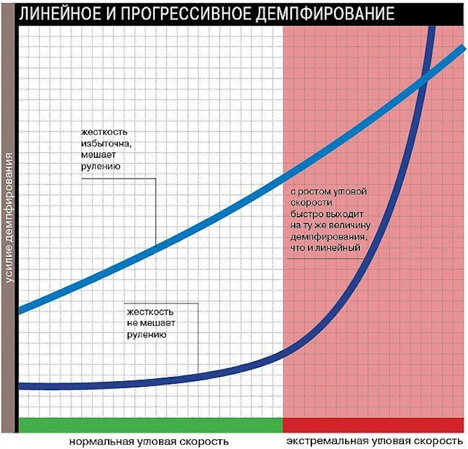 ЛИНЕЙНОЕ И ПРОГРЕССИВНОЕ ДЕМПФИРОВАНИЕ
усилие демпфирования
жесткость
избыточна,
мешает
рулению
с ростом угловой
скорости
быстро выходит
на ту же величину
демпфирования,
что и линейный
жесткость
не мешает
рулению
нормальная угловая скорость
экстремальная угловая скорость